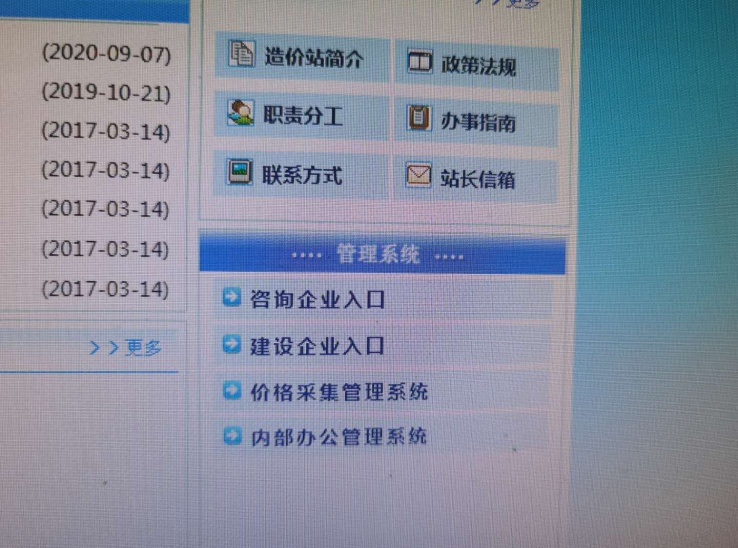 >>更多
(2020-09-07)
(2019-10-21)
(2017-03-14)
(2017-03-14)
(2017-03-14)
(2017-03-14)
(2017-03-14)
>>更多
造价站简介
政策法规
职责分工
办事指南
联系方式
站长信箱
···· 管理系统 ····
咨询企业入口
建设企业入口
价格采集管理系统
内部办公管理系统